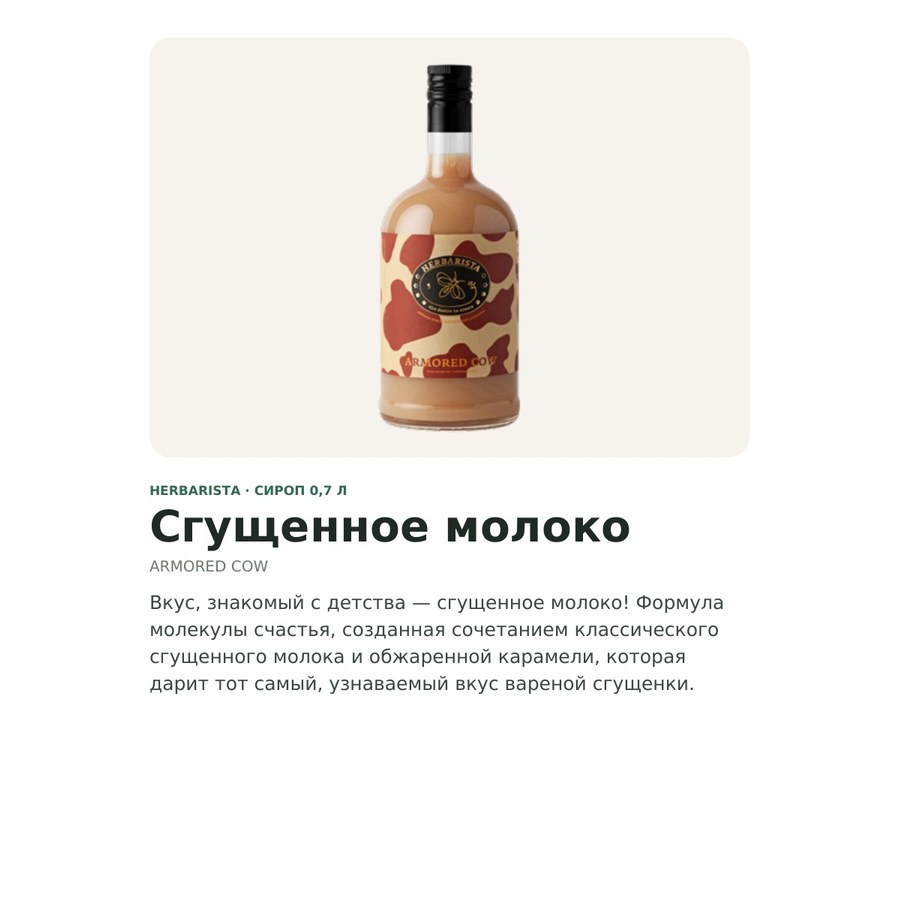 HERBARISTA
ARMORED COW
HERBARISTA · СИРОП 0,7 Л
Сгущенное молоко
ARMORED COW
Вкус, знакомый с детства — сгущенное молоко! Формула
молекулы счастья, созданная сочетанием классического
сгущенного молока и обжаренной карамели, которая
дарит тот самый, узнаваемый вкус вареной сгущенки.